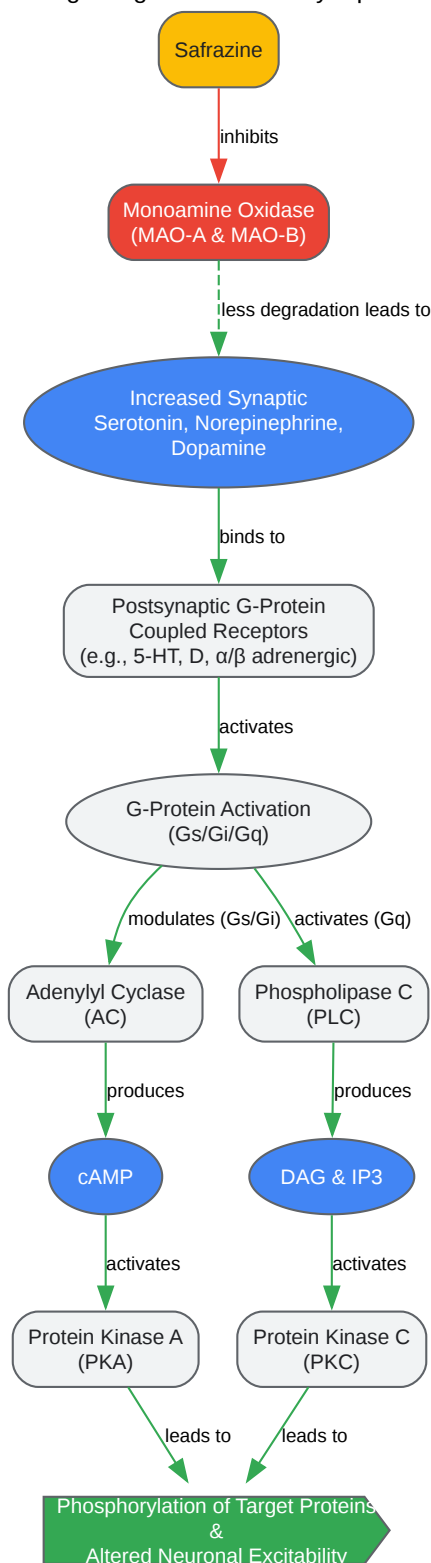 Safrazine
inhibits
Monoamine Oxidase
(MAO-A & MAO-B)
less degradation leads to
Increased Synaptic
Serotonin, Norepinephrine,
Dopamine
binds to
Postsynaptic G-Protein
Coupled Receptors
(e.g., 5-HT, D, α/β adrenergic)
activates
G-Protein Activation
(Gs/Gi/Gq)
modulates (Gs/Gi)
activates (Gq)
Adenylyl Cyclase
(AC)
Phospholipase C
(PLC)
produces
produces
cAMP
DAG & IP3
activates
activates
Protein Kinase A
(PKA)
Protein Kinase C
(PKC)
leads to
leads to
Phosphorylation of Target Proteins
&
Altered Neuronal Excitability